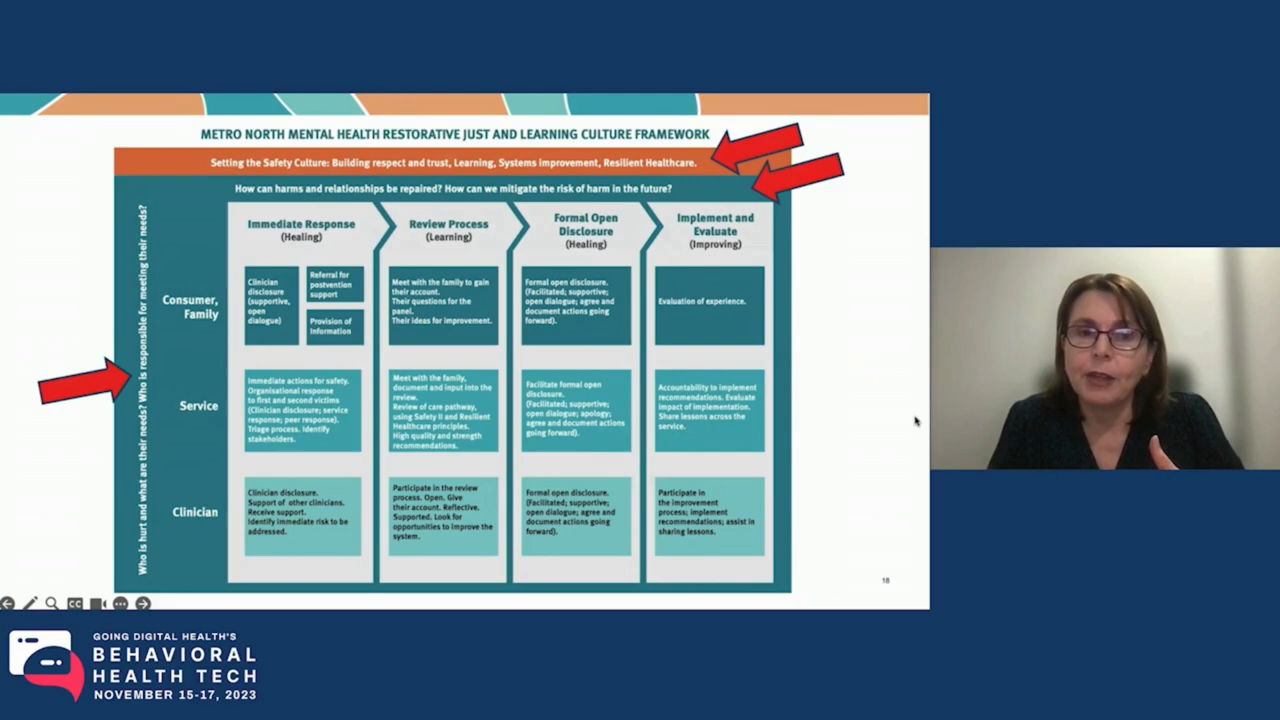 METRO NORTH MENTAL HEALTH RESTORATIVE JUST AND LEARNING CULTURE FRAMEWORK
Setting the Safety Culture: Building respect and trust, Learning, Systems improvement, Resilient Healthcare.
How can harms and relationships be repaired? How can we mitigate the risk of harm in the future?
Who is hurt and what are their needs? Who is responsible for meeting their needs?
Immediate Response
(Healing)
Review Process
(Learning)
Formal Open
Disclosure
(Healing)
Implement and
Evaluate
(Improving)
Consumer,
Family
Clinician
disclosure
(supportive,
open
dialogue)
Referral for
postvention
support
Provision of
Information
Meet with the family to gain
their account.
Their questions for the
panel.
Their ideas for improvement.
Formal open disclosure.
(Facilitated; supportive;
open dialogue; agree and
document actions going
forward).
Evaluation of experience.
Service
Immediate actions for safety.
Organisational response
to first and second victims
(Clinician disclosure; service
response; peer response).
Triage process. Identify
stakeholders.
Meet with the family,
document and input into the
review.
Review of care pathway,
using Safety II and Resilient
Healthcare principles.
High quality and strength
recommendations.
Facilitate formal open
disclosure.
(Facilitated; supportive;
open dialogue; apology;
agree and document actions
going forward).
Accountability to implement
recommendations. Evaluate
impact of implementation.
Share lessons across the
service.
Clinician
Clinician disclosure.
Support of other clinicians.
Receive support.
Identify immediate risk to be
addressed.
Participate in the review
process. Open. Give
their account. Reflective.
Supported. Look for
opportunities to improve the
system.
Formal open disclosure.
(Facilitated; supportive;
open dialogue; agree and
document actions going
forward).
Participate in
the improvement
process; implement
recommendations; assist in
sharing lessons.
18
CC
GOING DIGITAL HEALTH'S
BEHAVIORAL
HEALTH TECH
NOVEMBER 15-17, 2023